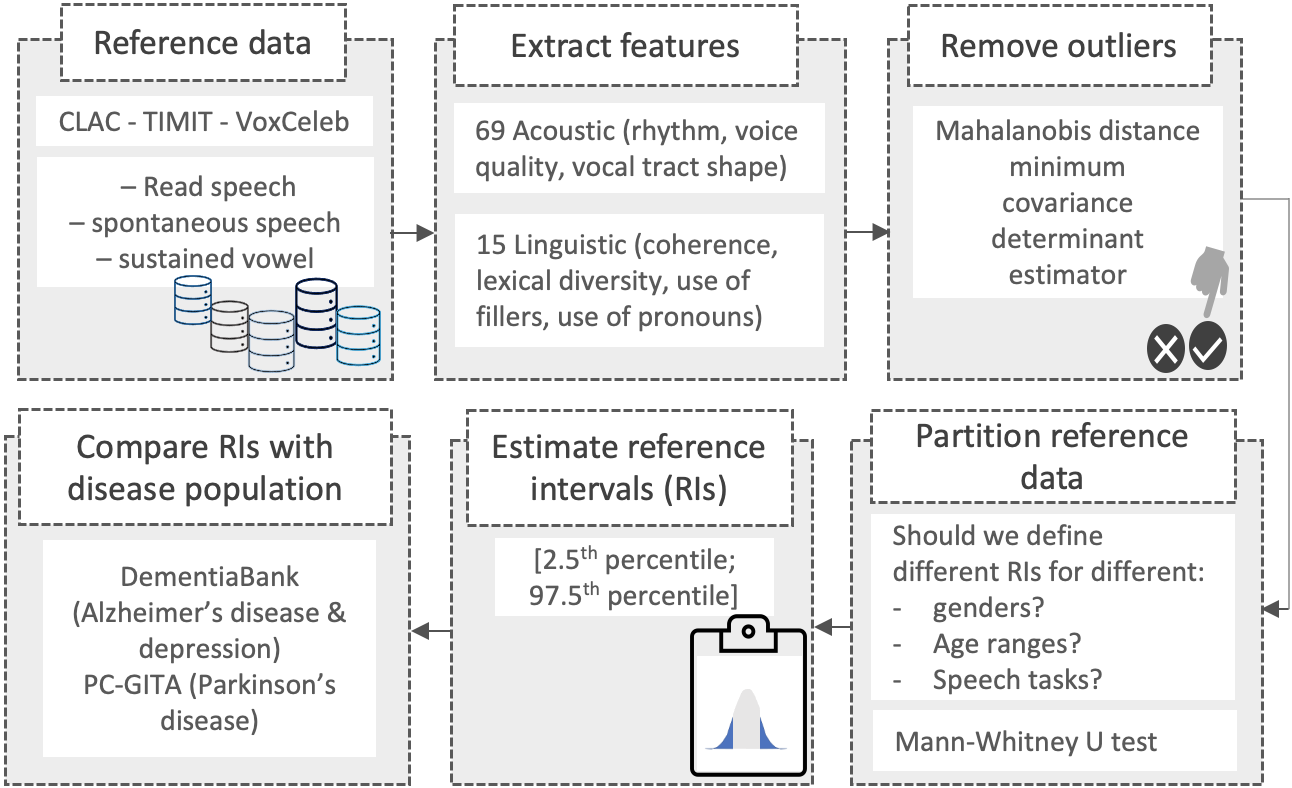 Reference data
CLAC - TIMIT - VoxCeleb
– Read speech
– spontaneous speech
– sustained vowel
Extract features
69 Acoustic (rhythm, voice
quality, vocal tract shape)
15 Linguistic (coherence,
lexical diversity, use of
fillers, use of pronouns)
Remove outliers
Mahalanobis distance
minimum
covariance
determinant
estimator
Partition reference
data
Should we define
different RIs for different:
- genders?
- Age ranges?
- Speech tasks?
Mann-Whitney U test
Estimate reference
intervals (RIs)
[2.5th percentile;
97.5th percentile]
Compare RIs with
disease population
DementiaBank
(Alzheimer’s disease &
depression)
PC-GITA (Parkinson’s
disease)